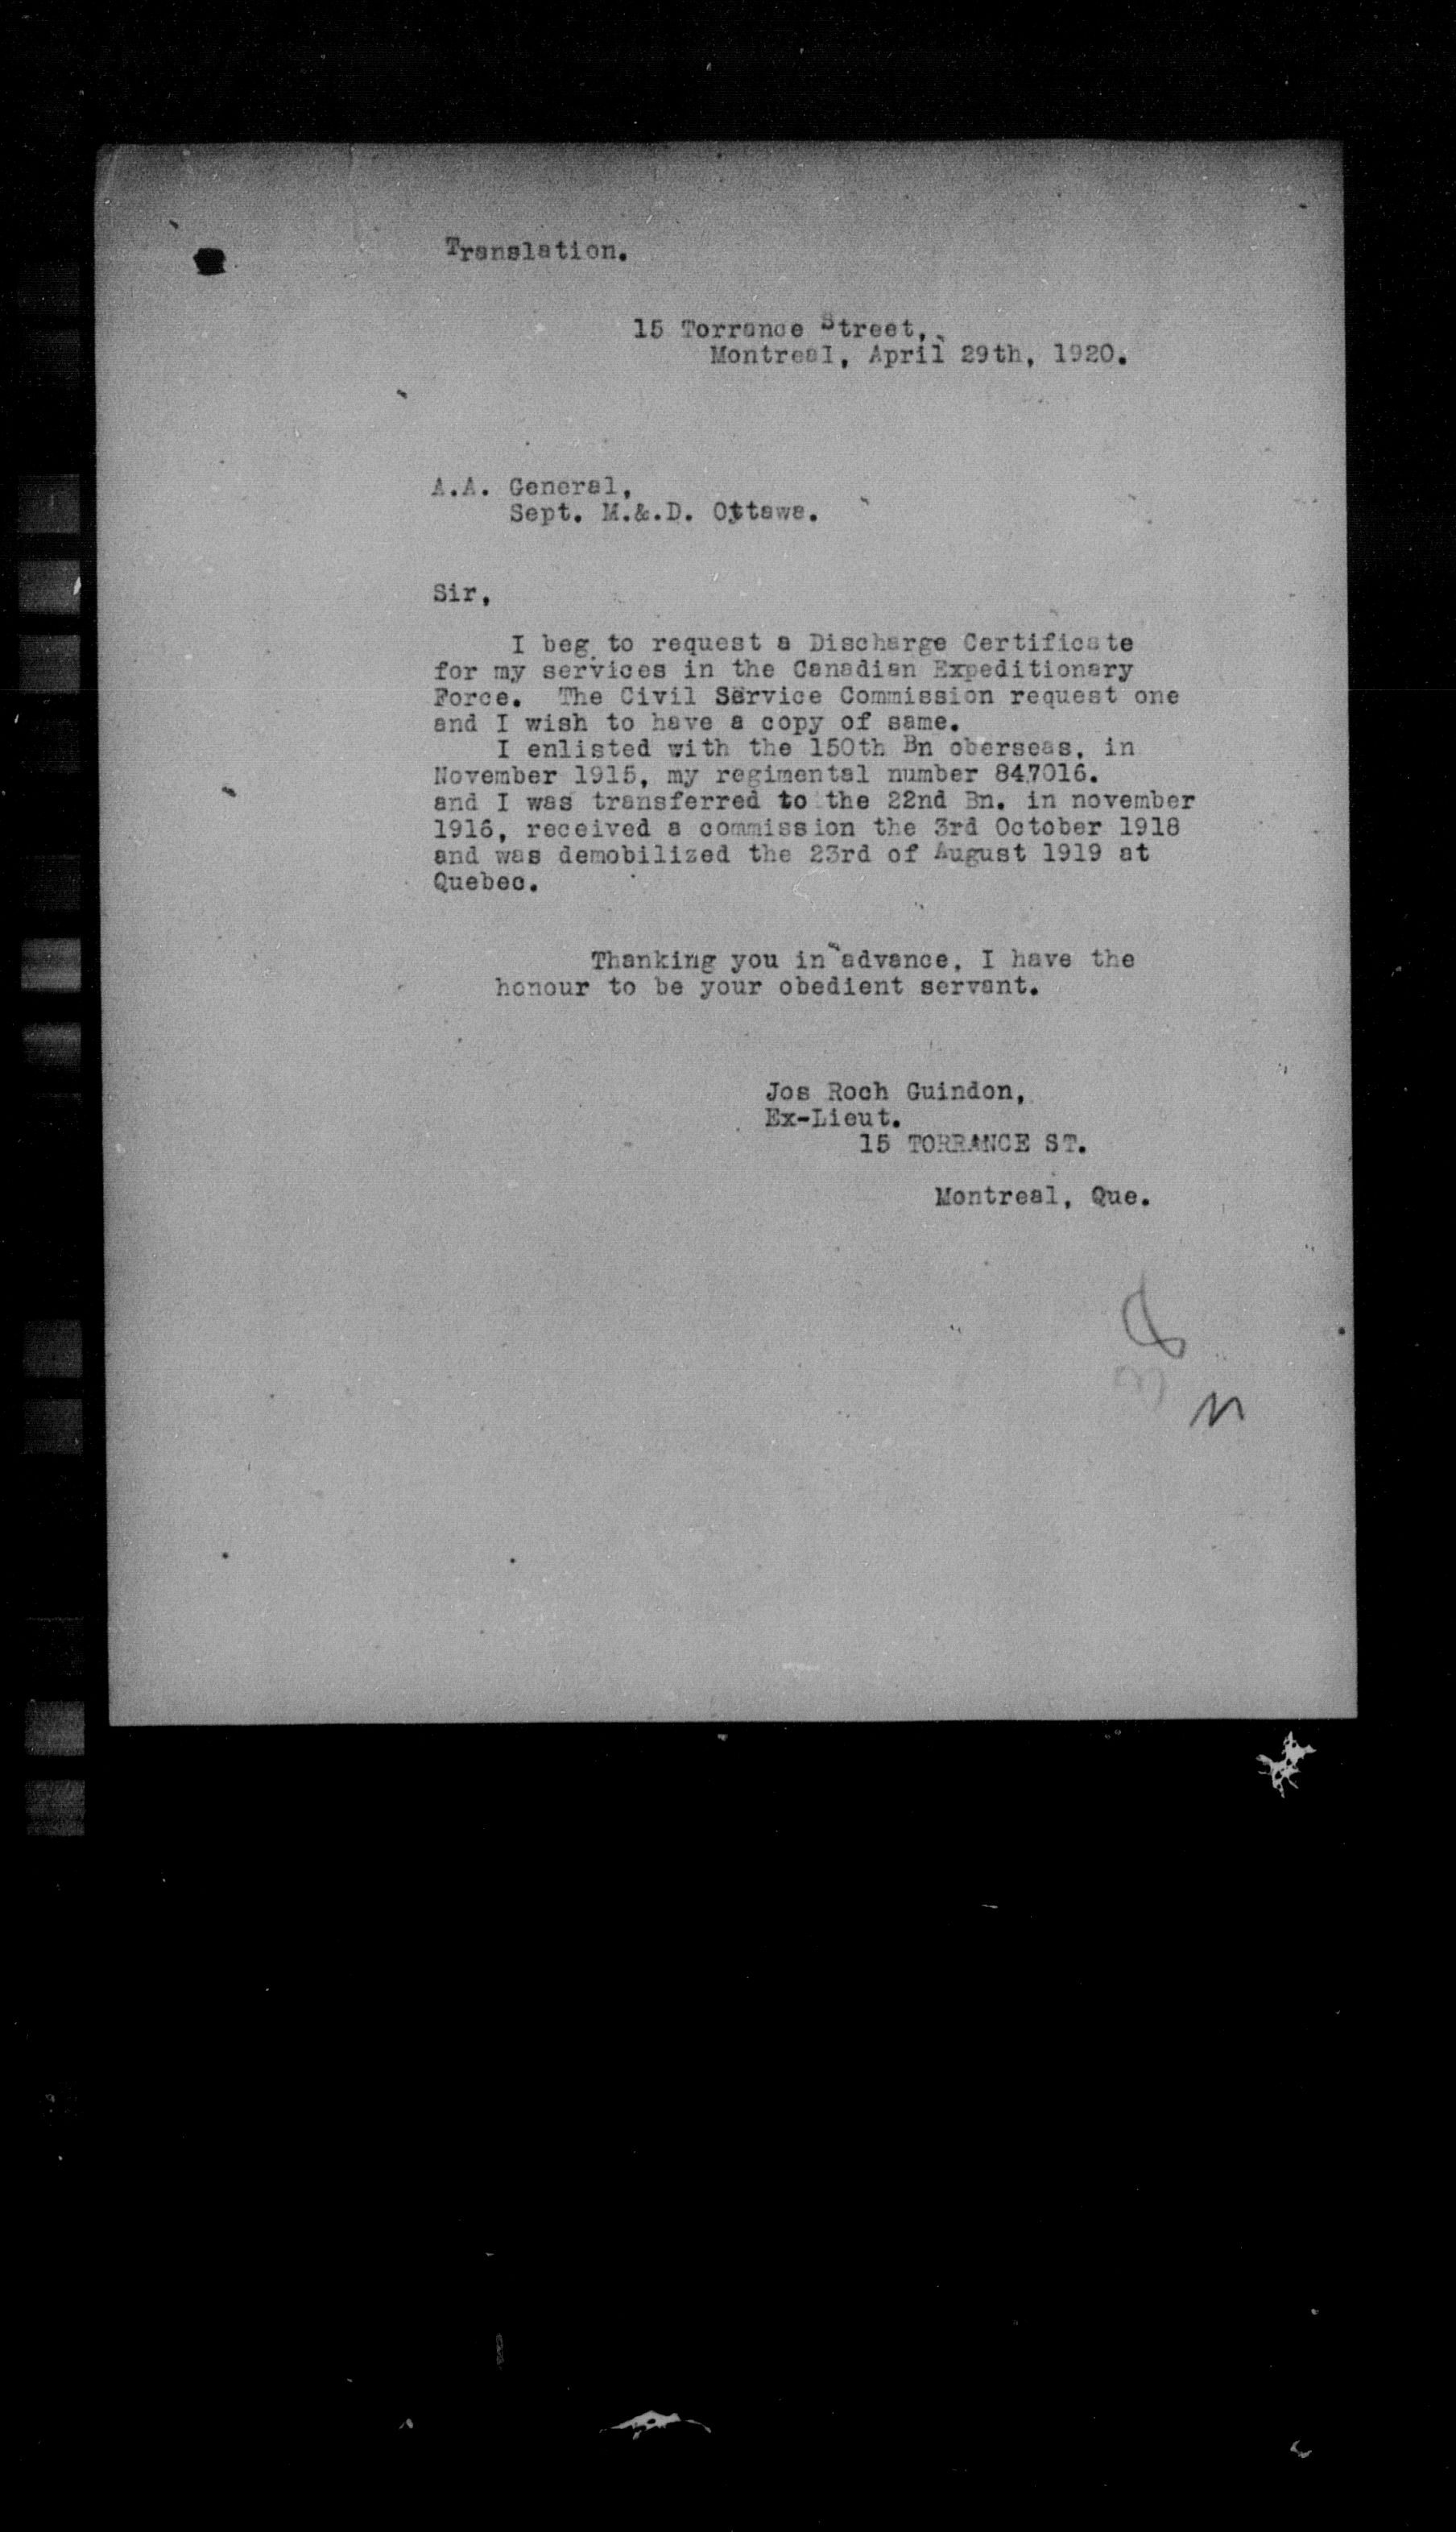 Translation.
15 Torrance Street,
Montreal, April 29th, 1920.
A.A. General,
Sept. M.&.D. Ottawa.
Sir,
I beg to request a Discharge Certificate
for my services in the Canadian Expeditionary
Force. The Civil Service Commission request one
and I wish to have a copy of same.
I enlisted with the 150th Bn oberseas, in
November 1915, my regimental number 847016.
and I was transferred to the 22nd Bn. in november
1916, received a commission the 3rd October 1918
and was demobilized the 23rd of August 1919 at
Quebec.
Thanking you in advance, I have the
honour to be your obedient servant.
Jos Roch Guindon,
Ex-Lieut.
15 TORRANCE ST.
Montreal, Que.